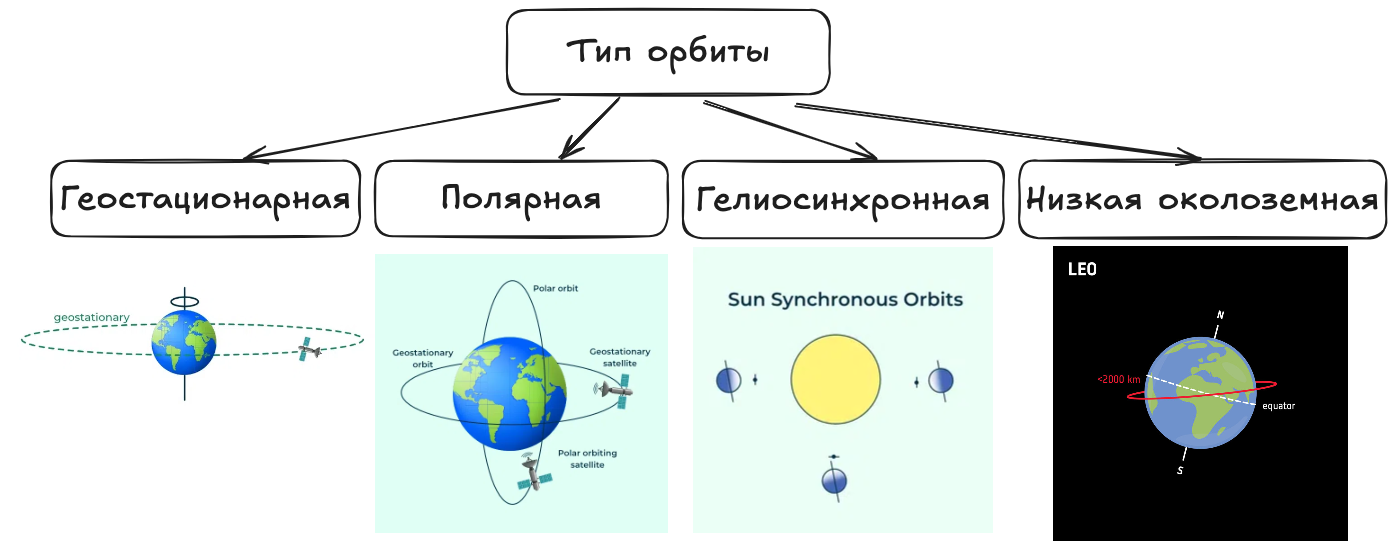 Тип орбиты
Геостационарная
Полярная
Гелиосинхронная
Низкая околоземная
geostationary
Polar orbit
Geostationary
orbit
Geostationary
satellite
Polar orbiting
satellite
Sun Synchronous Orbits
LEO
N
<2000 km
equator
S